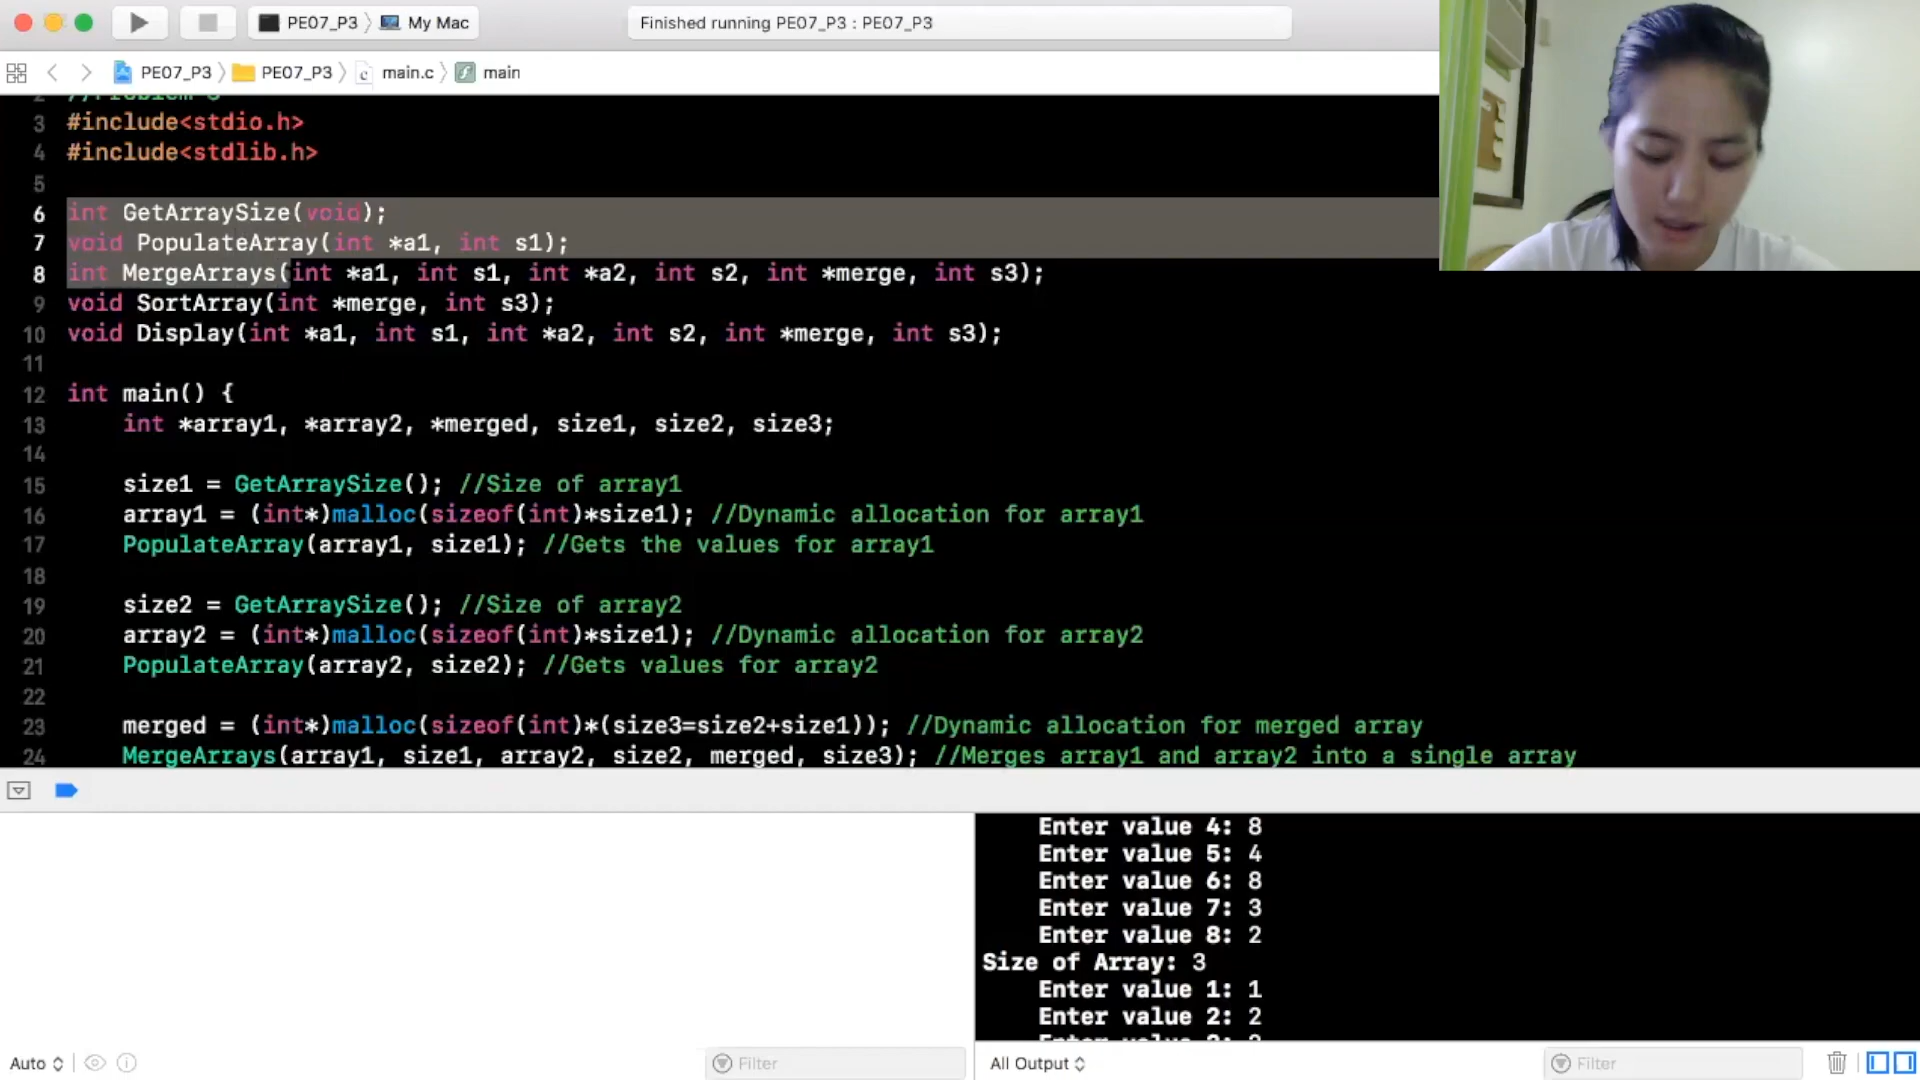 PE07_P3 My Mac
Finished running PE07_P3 : PE07_P3
PE07_P3 PE07_P3 main.c main
2 //Problem 3
3 #include<stdio.h>
4 #include<stdlib.h>
5
6 int GetArraySize(void);
7 void PopulateArray(int *a1, int s1);
8 int MergeArrays(int *a1, int s1, int *a2, int s2, int *merge, int s3);
9 void SortArray(int *merge, int s3);
10 void Display(int *a1, int s1, int *a2, int s2, int *merge, int s3);
11
12 int main() {
13 int *array1, *array2, *merged, size1, size2, size3;
14
15 size1 = GetArraySize(); //Size of array1
16 array1 = (int*)malloc(sizeof(int)*size1); //Dynamic allocation for array1
17 PopulateArray(array1, size1); //Gets the values for array1
18
19 size2 = GetArraySize(); //Size of array2
20 array2 = (int*)malloc(sizeof(int)*size1); //Dynamic allocation for array2
21 PopulateArray(array2, size2); //Gets values for array2
22
23 merged = (int*)malloc(sizeof(int)*(size3=size2+size1)); //Dynamic allocation for merged array
24 MergeArrays(array1, size1, array2, size2, merged, size3); //Merges array1 and array2 into a single array
Enter value 4: 8
Enter value 5: 4
Enter value 6: 8
Enter value 7: 3
Enter value 8: 2
Size of Array: 3
Enter value 1: 1
Enter value 2: 2
Auto Filter All Output Filter